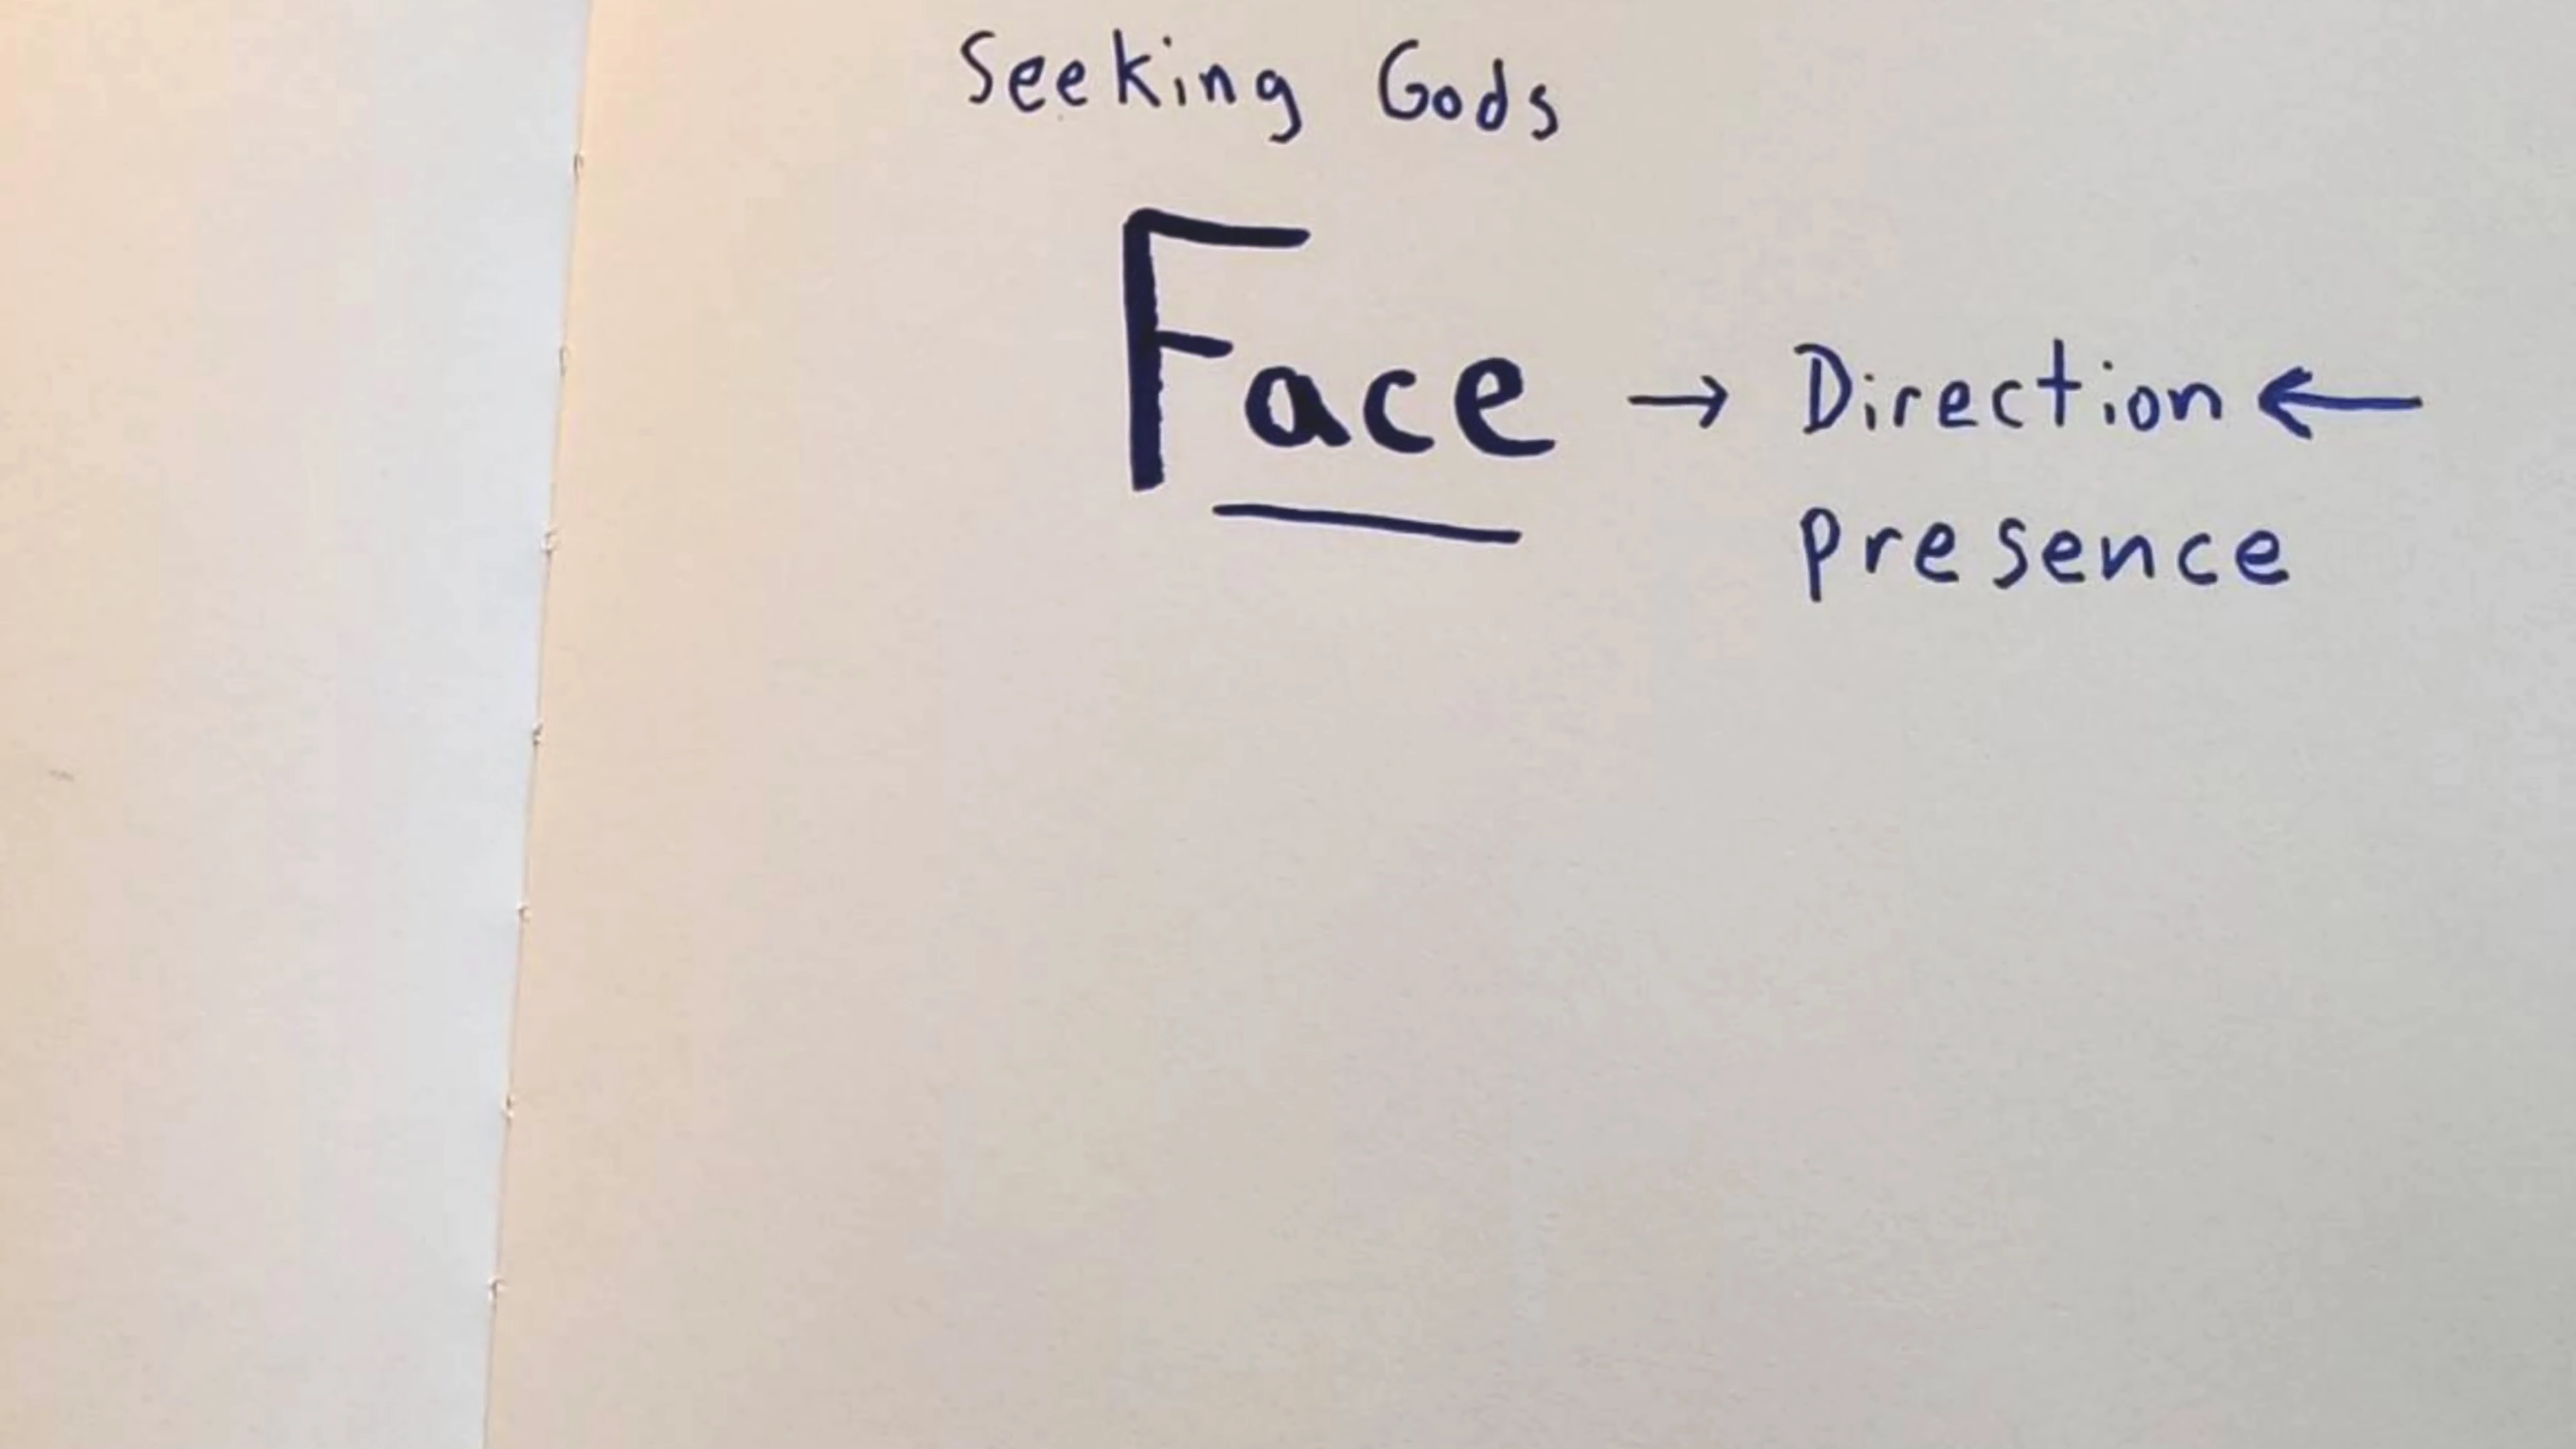 Seeking Gods
Face → Direction ←
presence